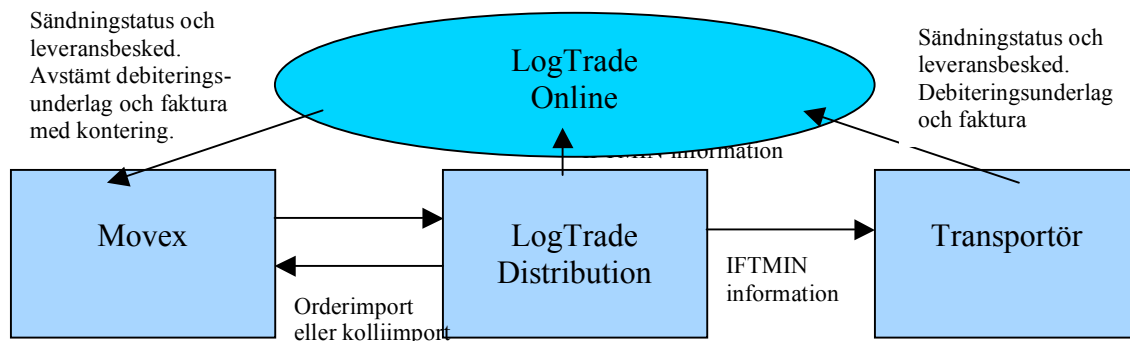 Sändningstatus och
leveransbesked.
Avstämt debiterings-
underlag och faktura
med kontering.
LogTrade
Online
Sändningstatus och
leveransbesked.
Debiteringsunderlag
och faktura
IFTMIN information
Movex
LogTrade
Distribution
Transportör
IFTMIN
information
Orderimport
eller kolliimport